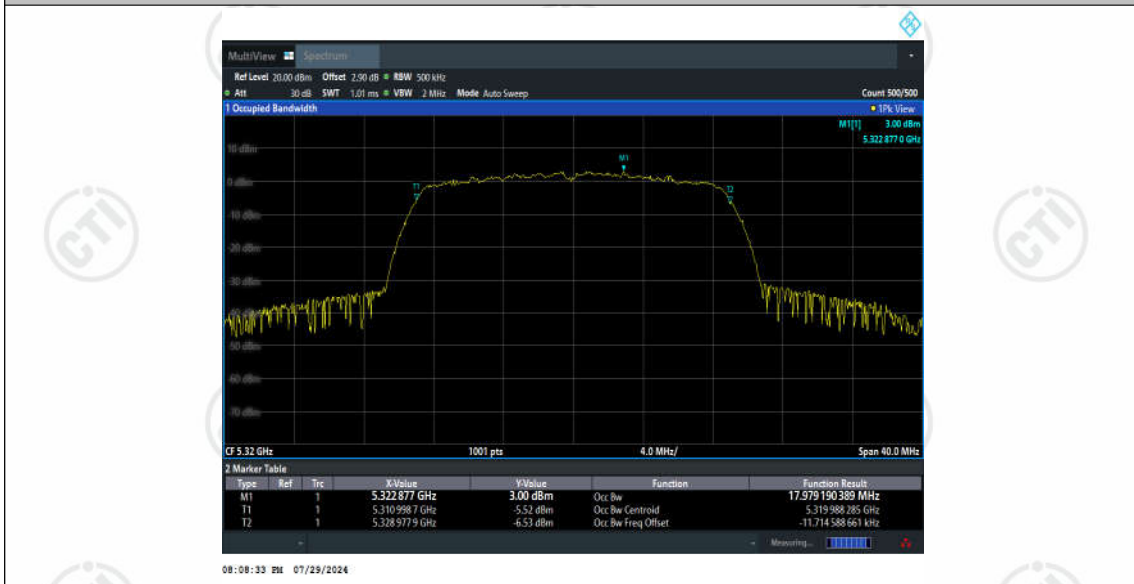 MultiView Spectrum
Ref Level 20.00 dBm Offset 2.90 dB RBW 500 kHz
Att 30 dB SWT 1.01 ms VBW 2 MHz Mode Auto Sweep Count 500/500
1 Occupied Bandwidth 1Pk View
M1[1] 3.00 dBm
5.322 877 0 GHz
10 dBm
M1
0 dBm
T1
T2
-10 dBm
-20 dBm
-30 dBm
-40 dBm
-50 dBm
-60 dBm
-70 dBm
CF 5.32 GHz 1001 pts 4.0 MHz/ Span 40.0 MHz
2 Marker Table
Type Ref Trc X-Value Y-Value Function Function Result
M1 1 5.322877 GHz 3.00 dBm Occ Bw 17.979 190 389 MHz
T1 1 5.310 998 7 GHz -5.52 dBm Occ Bw Centroid 5.319 988 285 GHz
T2 1 5.328 977 9 GHz -6.53 dBm Occ Bw Freq Offset -11.714 588 661 kHz
Measuring...
08:08:33 PM 07/29/2024
CTI
CTI